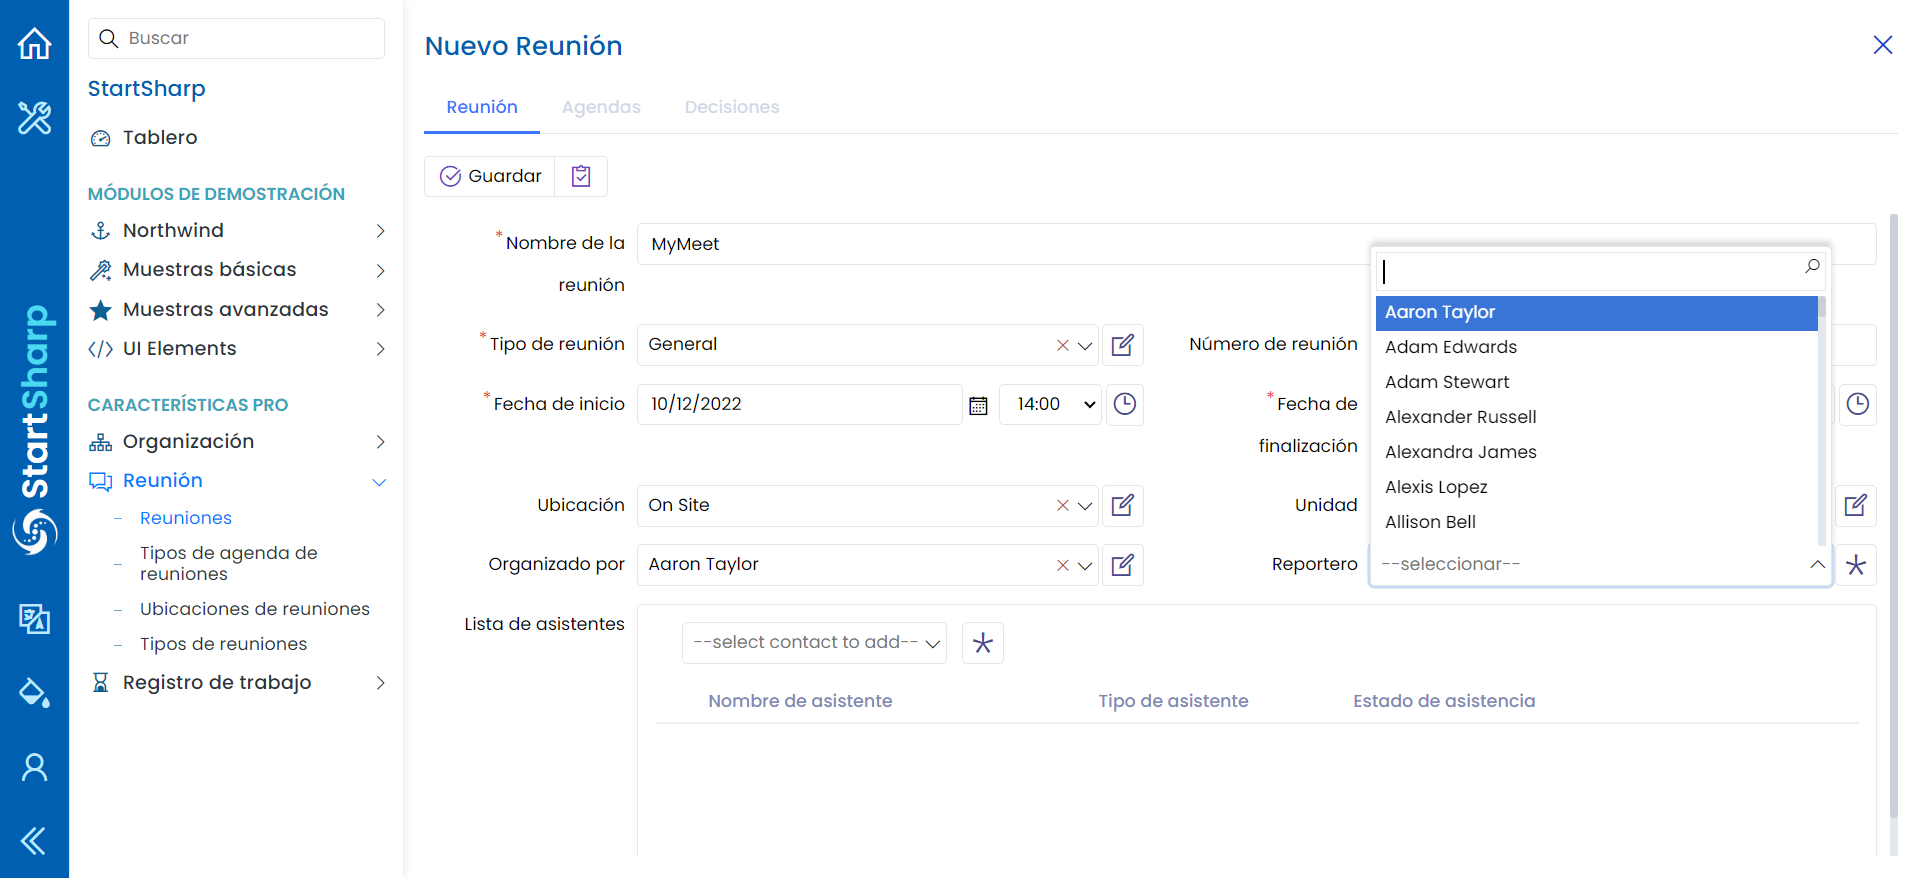 StartSharp
Buscar
StartSharp
Tablero
MÓDULOS DE DEMOSTRACIÓN
Northwind
Muestras básicas
Muestras avanzadas
UI Elements
CARACTERÍSTICAS PRO
Organización
Reunión
Reuniones
Tipos de agenda de
reuniones
Ubicaciones de reuniones
Tipos de reuniones
Registro de trabajo
Nuevo Reunión
Reunión Agendas Decisiones
Guardar
*Nombre de la
reunión
MyMeet
*Tipo de reunión General
Número de reunión
*Fecha de inicio 10/12/2022 14:00
*Fecha de
finalización
Ubicación On Site
Unidad
Organizado por Aaron Taylor
Reportero --seleccionar--
Aaron Taylor
Adam Edwards
Adam Stewart
Alexander Russell
Alexandra James
Alexis Lopez
Allison Bell
Lista de asistentes
--select contact to add--
Nombre de asistente Tipo de asistente Estado de asistencia